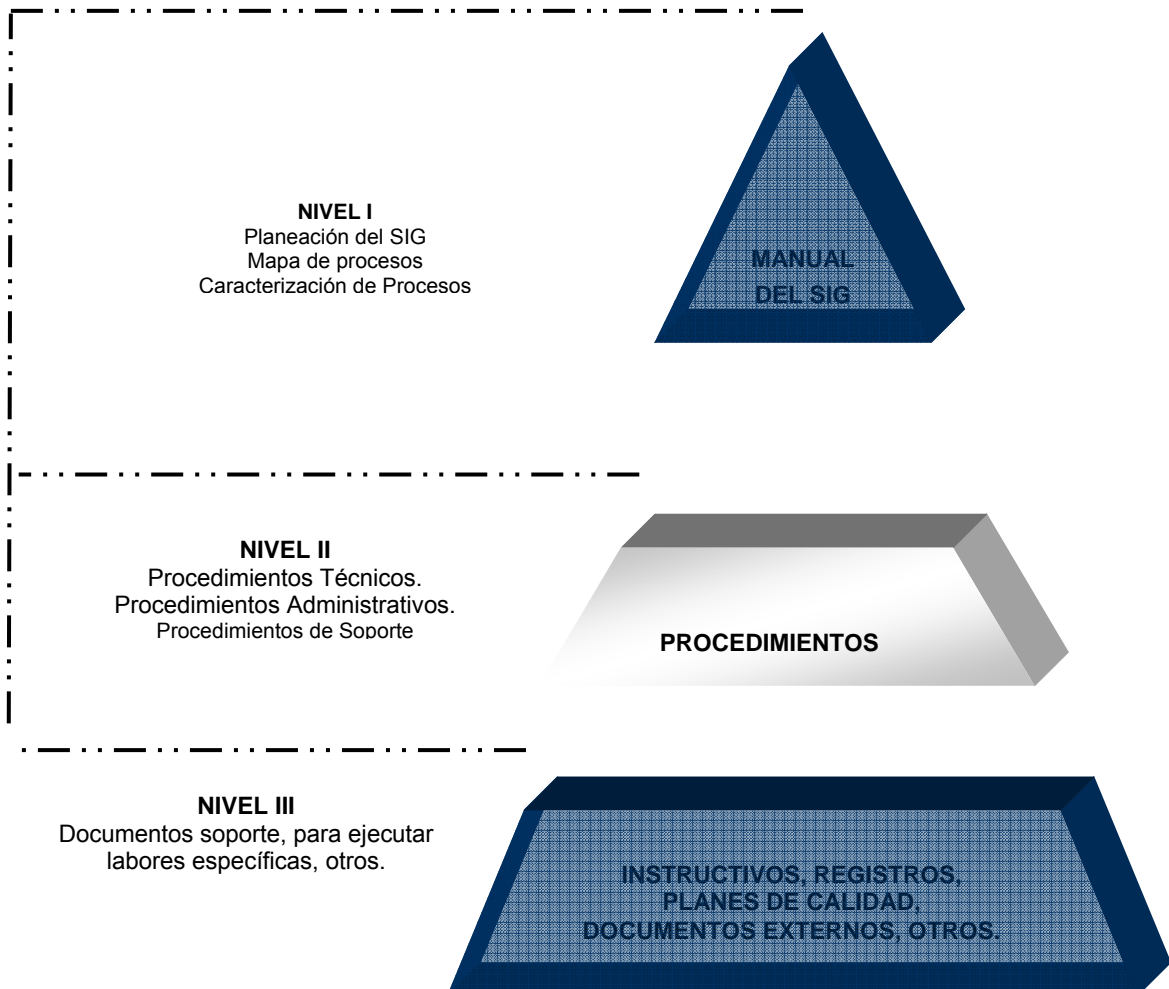 NIVEL I
Planeación del SIG
Mapa de procesos
Caracterización de Procesos
MANUAL
DEL SIG
NIVEL II
Procedimientos Técnicos.
Procedimientos Administrativos.
Procedimientos de Soporte
PROCEDIMIENTOS
NIVEL III
Documentos soporte, para ejecutar
labores específicas, otros.
INSTRUCTIVOS, REGISTROS,
PLANES DE CALIDAD,
DOCUMENTOS EXTERNOS, OTROS.